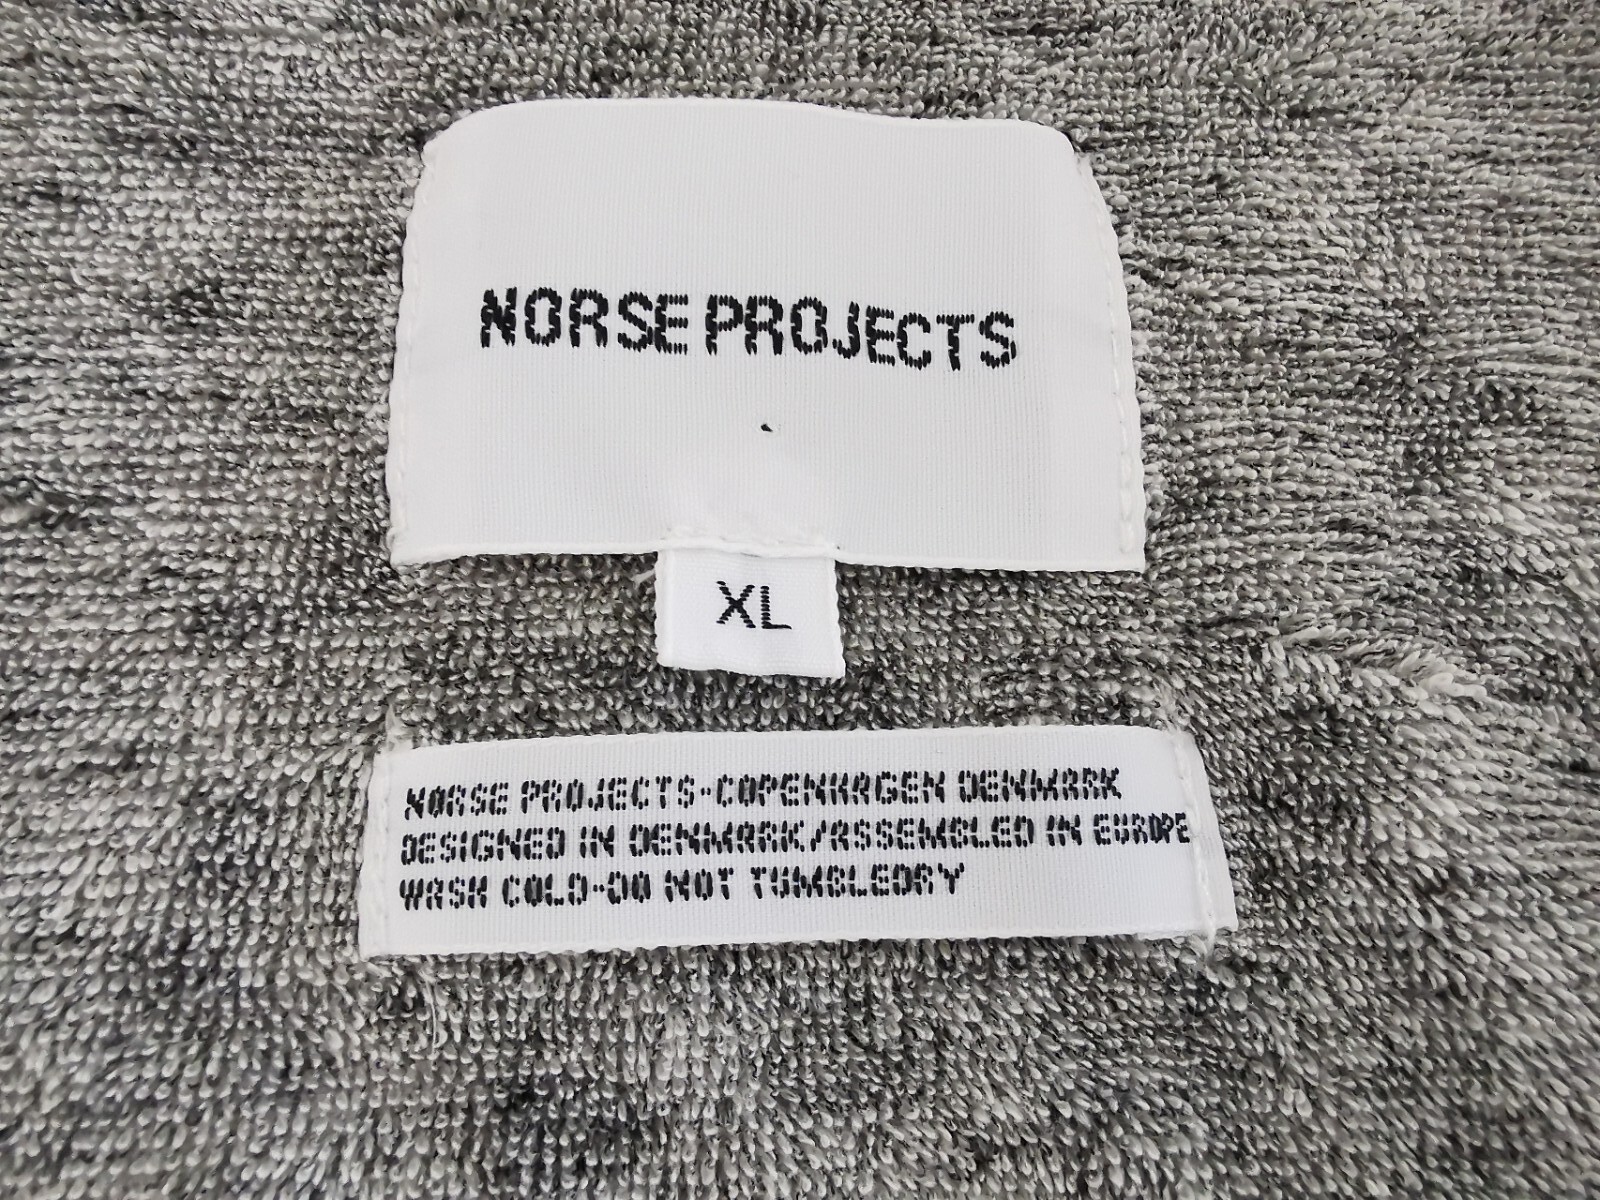 NORSE PROJECTS
XL
NORSE PROJECTS-COPENHAGEN DENMARK
DESIGNED IN DENMARK/ASSEMBLED IN EUROPE
WASH COLD-DO NOT TUMBLEDRY